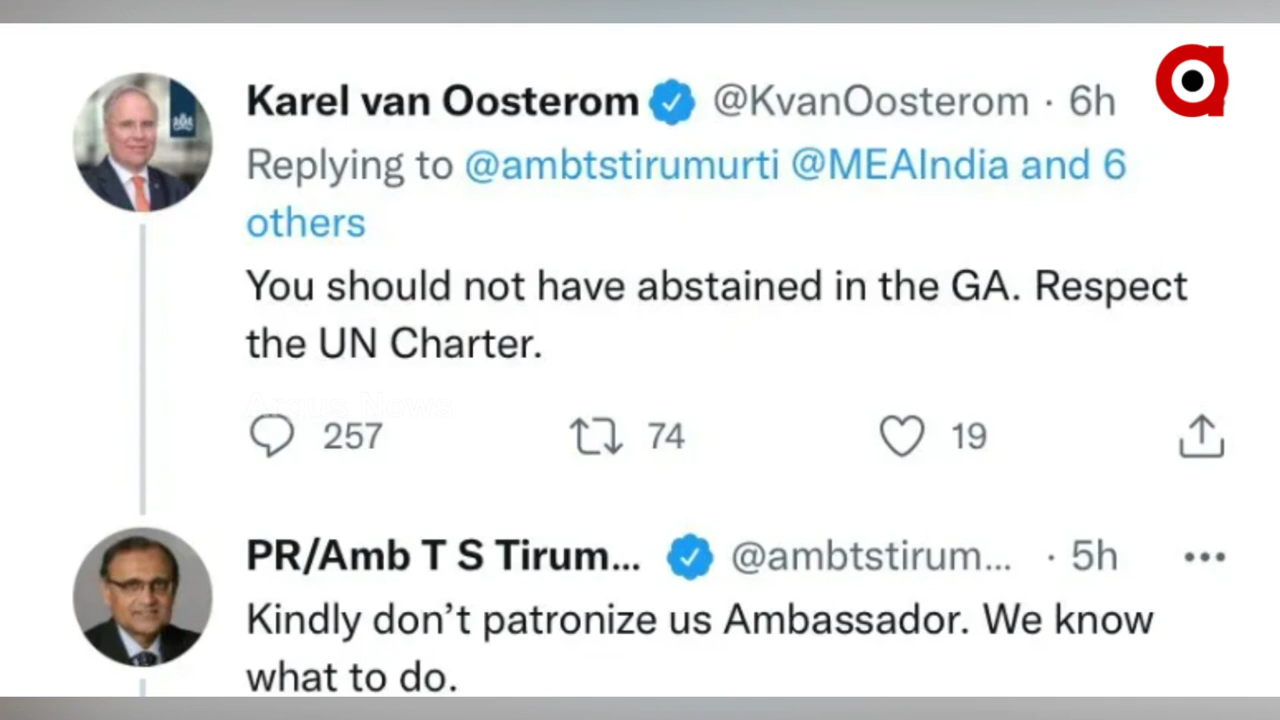 Karel van Oosterom @KvanOosterom · 6h
Replying to @ambtstirumurti @MEAIndia and 6
others
You should not have abstained in the GA. Respect
the UN Charter.
Argus News
257 74 19
PR/Amb T S Tirum... @ambtstirum... · 5h ...
Kindly don’t patronize us Ambassador. We know
what to do.